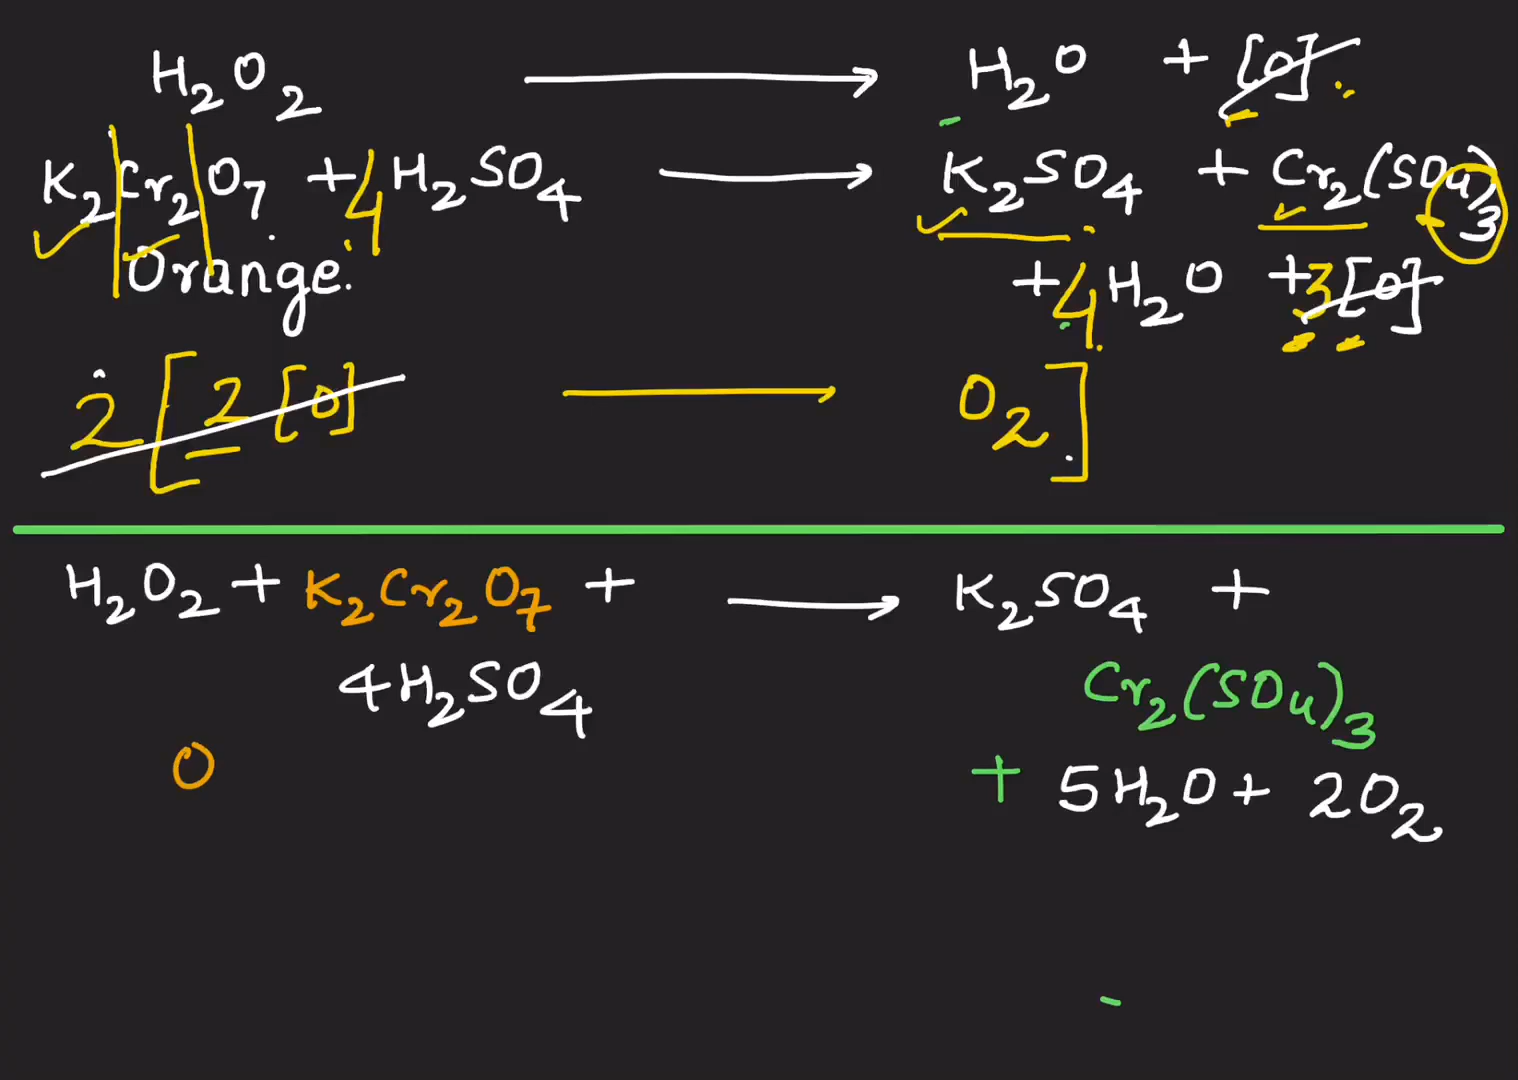 H₂O₂ ⟶ H₂O + [O]
K₂Cr₂O₇ + 4H₂SO₄ ⟶ K₂SO₄ + Cr₂(SO₄)₃
Orange. + 4H₂O + 3[O]
2[2[O] ⟶ O₂]
H₂O₂ + K₂Cr₂O₇ + ⟶ K₂SO₄ +
4H₂SO₄ Cr₂(SO₄)₃
O + 5H₂O + 2O₂